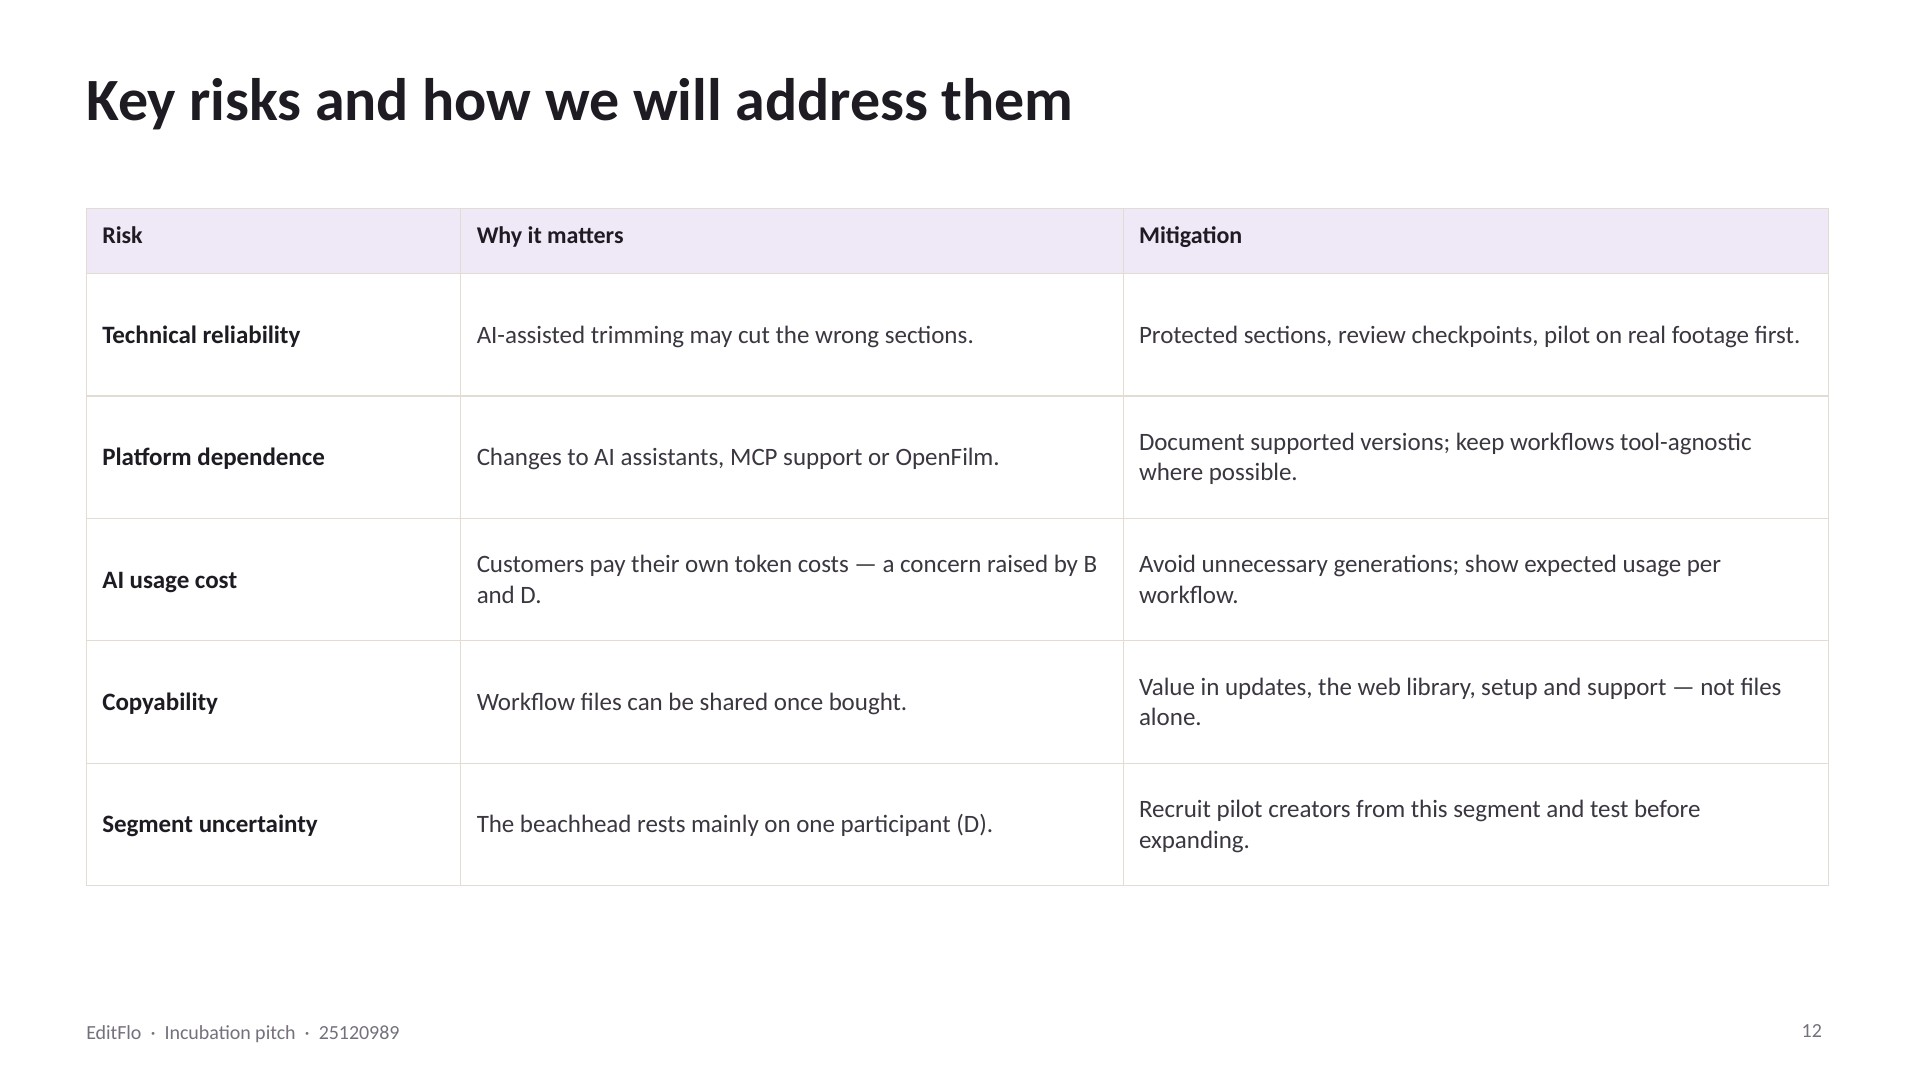 Key risks and how we will address them
Risk
Why it matters
Mitigation
Technical reliability
AI-assisted trimming may cut the wrong sections.
Protected sections, review checkpoints, pilot on real footage first.
Platform dependence
Changes to AI assistants, MCP support or OpenFilm.
Document supported versions; keep workflows tool-agnostic
where possible.
AI usage cost
Customers pay their own token costs — a concern raised by B
and D.
Avoid unnecessary generations; show expected usage per
workflow.
Copyability
Workflow files can be shared once bought.
Value in updates, the web library, setup and support — not files
alone.
Segment uncertainty
The beachhead rests mainly on one participant (D).
Recruit pilot creators from this segment and test before
expanding.
EditFlo · Incubation pitch · 25120989
12